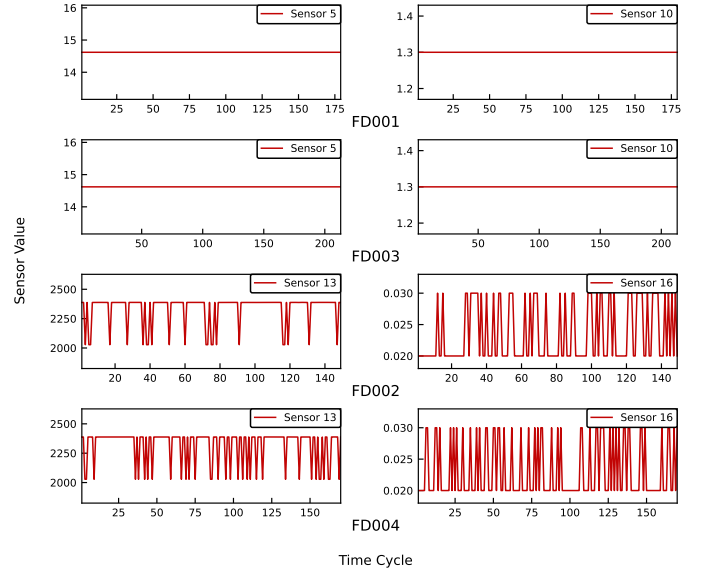 16
15
14
Sensor 5
25 50 75 100 125 150 175
1.4
1.3
1.2
Sensor 10
25 50 75 100 125 150 175
FD001
16
15
14
Sensor 5
50 100 150 200
1.4
1.3
1.2
Sensor 10
50 100 150 200
FD003
Sensor Value
2500
2250
2000
Sensor 13
20 40 60 80 100 120 140
0.030
0.025
0.020
Sensor 16
20 40 60 80 100 120 140
FD002
2500
2250
2000
Sensor 13
25 50 75 100 125 150
0.030
0.025
0.020
Sensor 16
25 50 75 100 125 150
FD004
Time Cycle